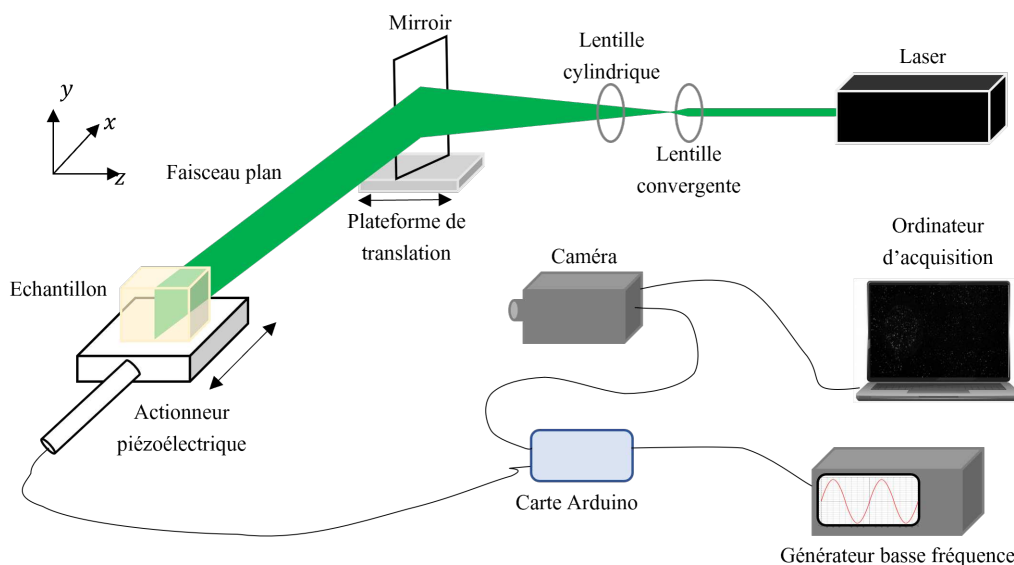 Mirroir
Lentille
cylindrique
Laser
y
x
z
Faisceau plan
Lentille
convergente
Plateforme de
translation
Ordinateur
d'acquisition
Caméra
Echantillon
Actionneur
piézoélectrique
Carte Arduino
Générateur basse fréquence